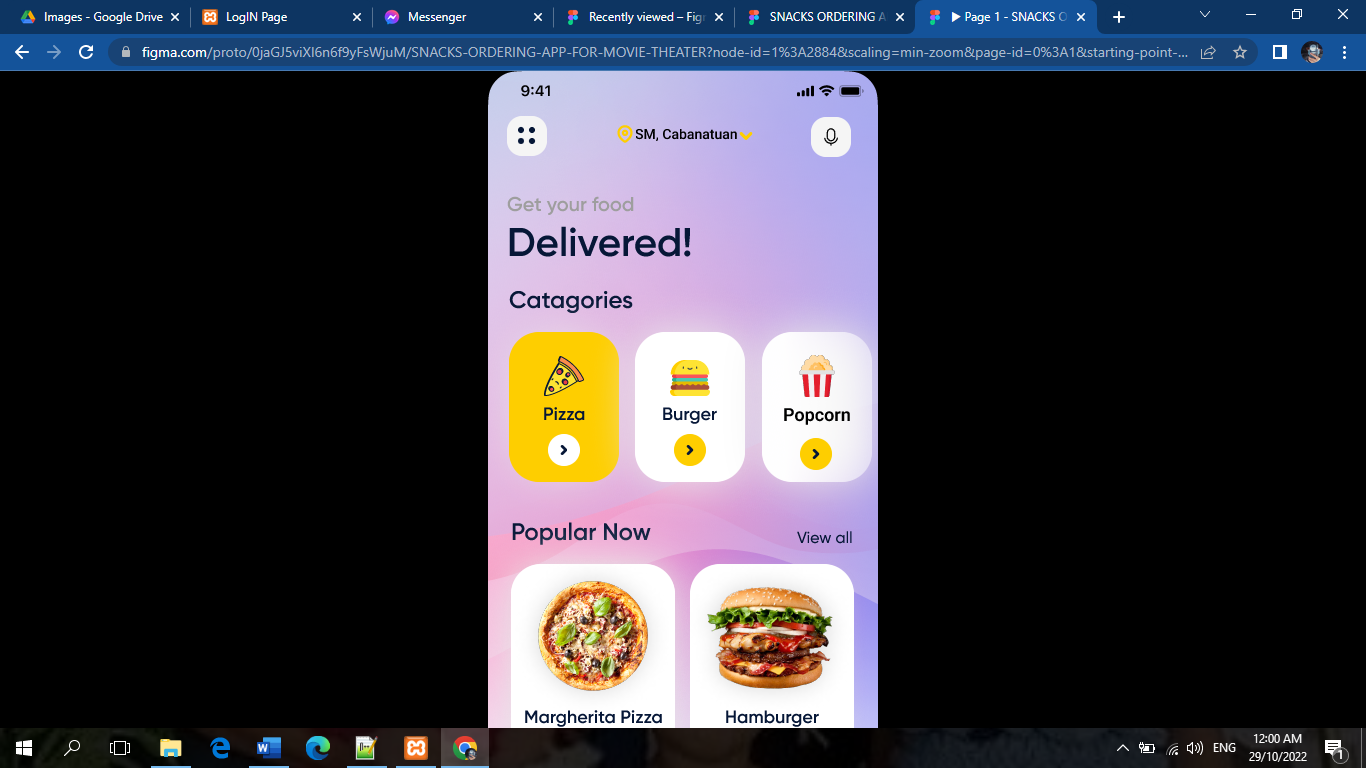 Images - Google Drive
LogIN Page
Messenger
Recently viewed – Fig
SNACKS ORDERING A
▶ Page 1 - SNACKS O
figma.com/proto/0jaGJ5viXl6n6f9yFsWjuM/SNACKS-ORDERING-APP-FOR-MOVIE-THEATER?node-id=1%3A2884&scaling=min-zoom&page-id=0%3A1&starting-point-...
9:41
SM, Cabanatuan
Get your food
Delivered!
Catagories
Pizza
Burger
Popcorn
Popular Now
View all
Margherita Pizza
Hamburger
ENG
12:00 AM
29/10/2022
1